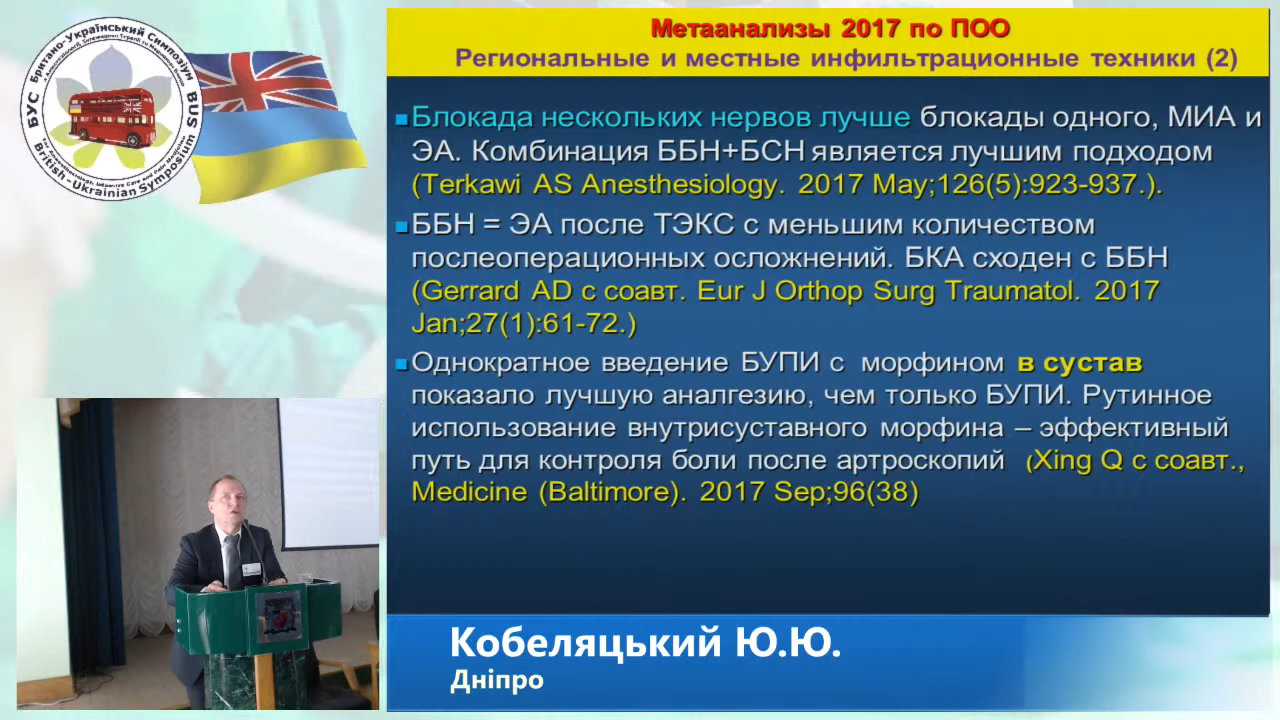 Британо-Український Симпозіум
БУС
BUS
British-Ukrainian Symposium
Метаанализы 2017 по ПОО
Региональные и местные инфильтрационные техники (2)
Блокада нескольких нервов лучше блокады одного, МИА и
ЭА. Комбинация ББН+БСН является лучшим подходом
(Terkawi AS Anesthesiology. 2017 May;126(5):923-937.).
ББН = ЭА после ТЭКС с меньшим количеством
послеоперационных осложнений. БКА сходен с ББН
(Gerrard AD с соавт. Eur J Orthop Surg Traumatol. 2017
Jan;27(1):61-72.)
Однократное введение БУПИ с морфином в сустав
показало лучшую аналгезию, чем только БУПИ. Рутинное
использование внутрисуставного морфина – эффективный
путь для контроля боли после артроскопий (Xing Q с соавт.,
Medicine (Baltimore). 2017 Sep;96(38)
Кобеляцький Ю.Ю.
Дніпро